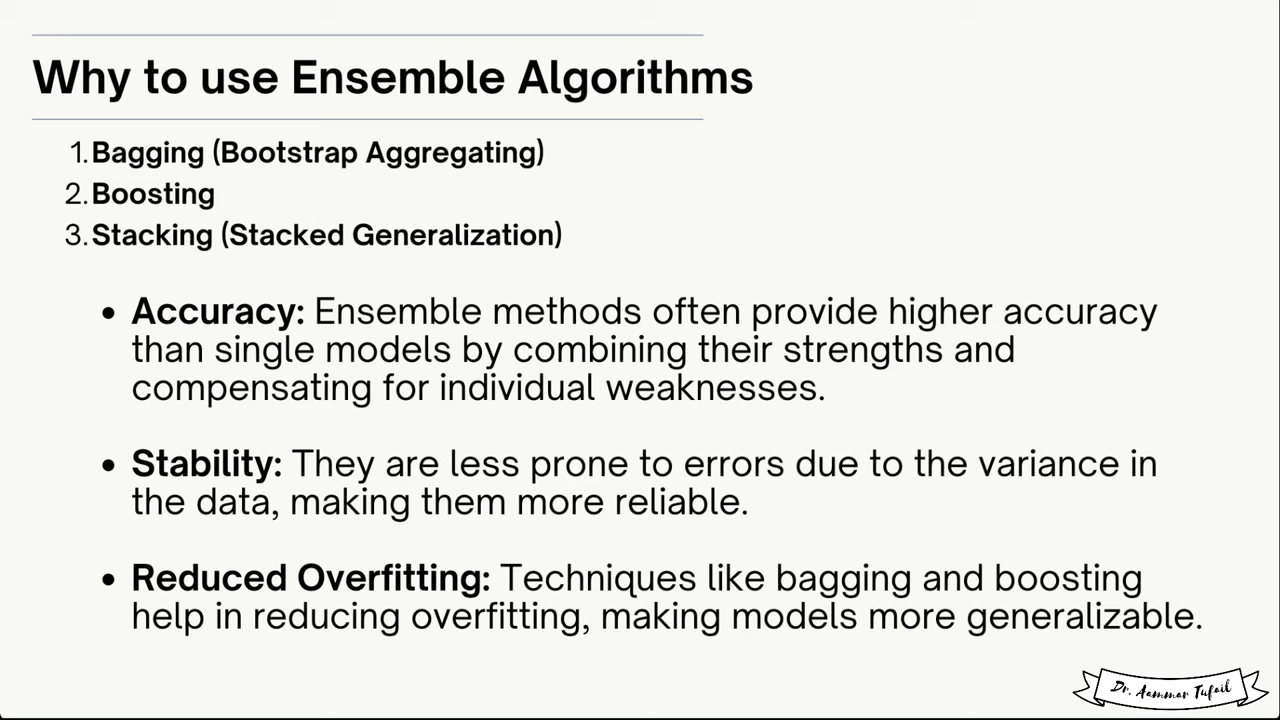 Why to use Ensemble Algorithms
1. Bagging (Bootstrap Aggregating)
2. Boosting
3. Stacking (Stacked Generalization)
• Accuracy: Ensemble methods often provide higher accuracy
than single models by combining their strengths and
compensating for individual weaknesses.
• Stability: They are less prone to errors due to the variance in
the data, making them more reliable.
• Reduced Overfitting: Techniques like bagging and boosting
help in reducing overfitting, making models more generalizable.
Dr. Aammar Tufail